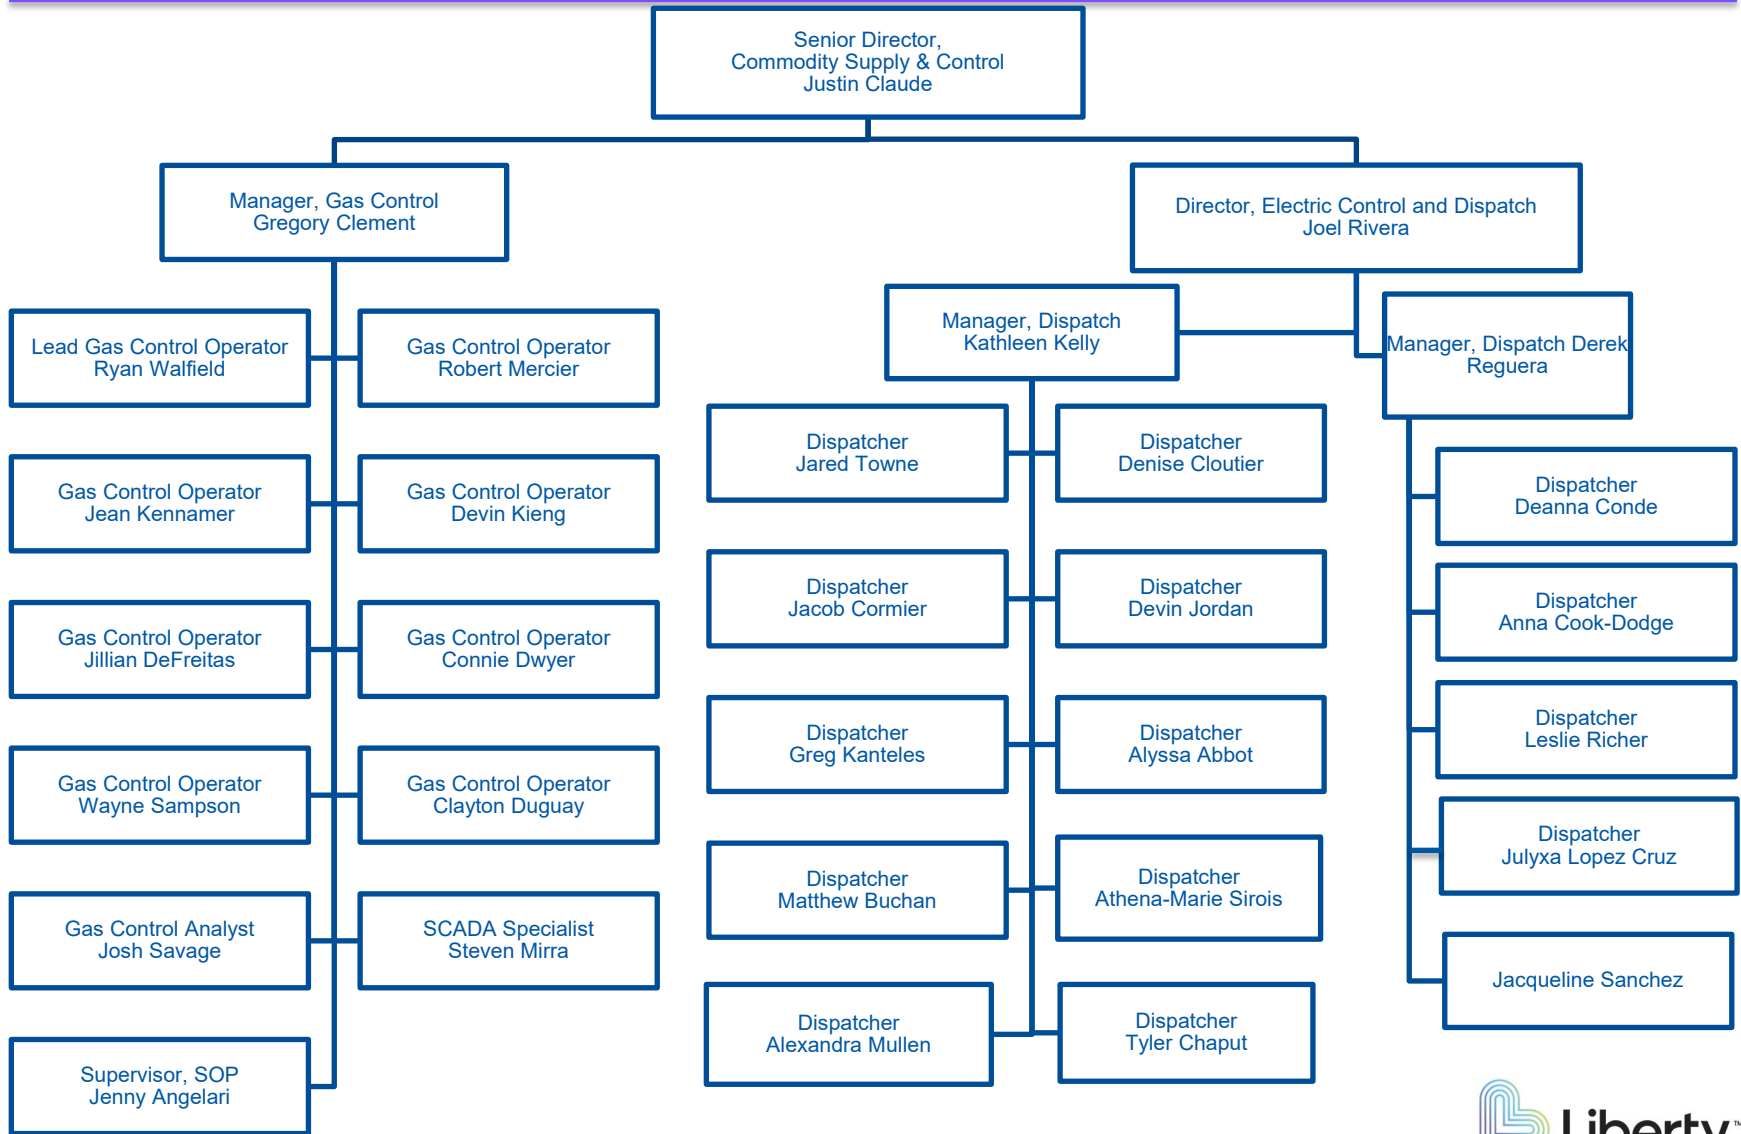 Senior Director,
Commodity Supply & Control
Justin Claude
Manager, Gas Control
Gregory Clement
Director, Electric Control and Dispatch
Joel Rivera
Lead Gas Control Operator
Ryan Walfield
Gas Control Operator
Robert Mercier
Gas Control Operator
Jean Kennamer
Gas Control Operator
Devin Kieng
Gas Control Operator
Jillian DeFreitas
Gas Control Operator
Connie Dwyer
Gas Control Operator
Wayne Sampson
Gas Control Operator
Clayton Duguay
Gas Control Analyst
Josh Savage
SCADA Specialist
Steven Mirra
Supervisor, SOP
Jenny Angelari
Manager, Dispatch
Kathleen Kelly
Dispatcher
Jared Towne
Dispatcher
Denise Cloutier
Dispatcher
Jacob Cormier
Dispatcher
Devin Jordan
Dispatcher
Greg Kanteles
Dispatcher
Alyssa Abbot
Dispatcher
Matthew Buchan
Dispatcher
Athena-Marie Sirois
Dispatcher
Alexandra Mullen
Dispatcher
Tyler Chaput
Manager, Dispatch Derek
Reguera
Dispatcher
Deanna Conde
Dispatcher
Anna Cook-Dodge
Dispatcher
Leslie Richer
Dispatcher
Julyxa Lopez Cruz
Jacqueline Sanchez
Liberty™